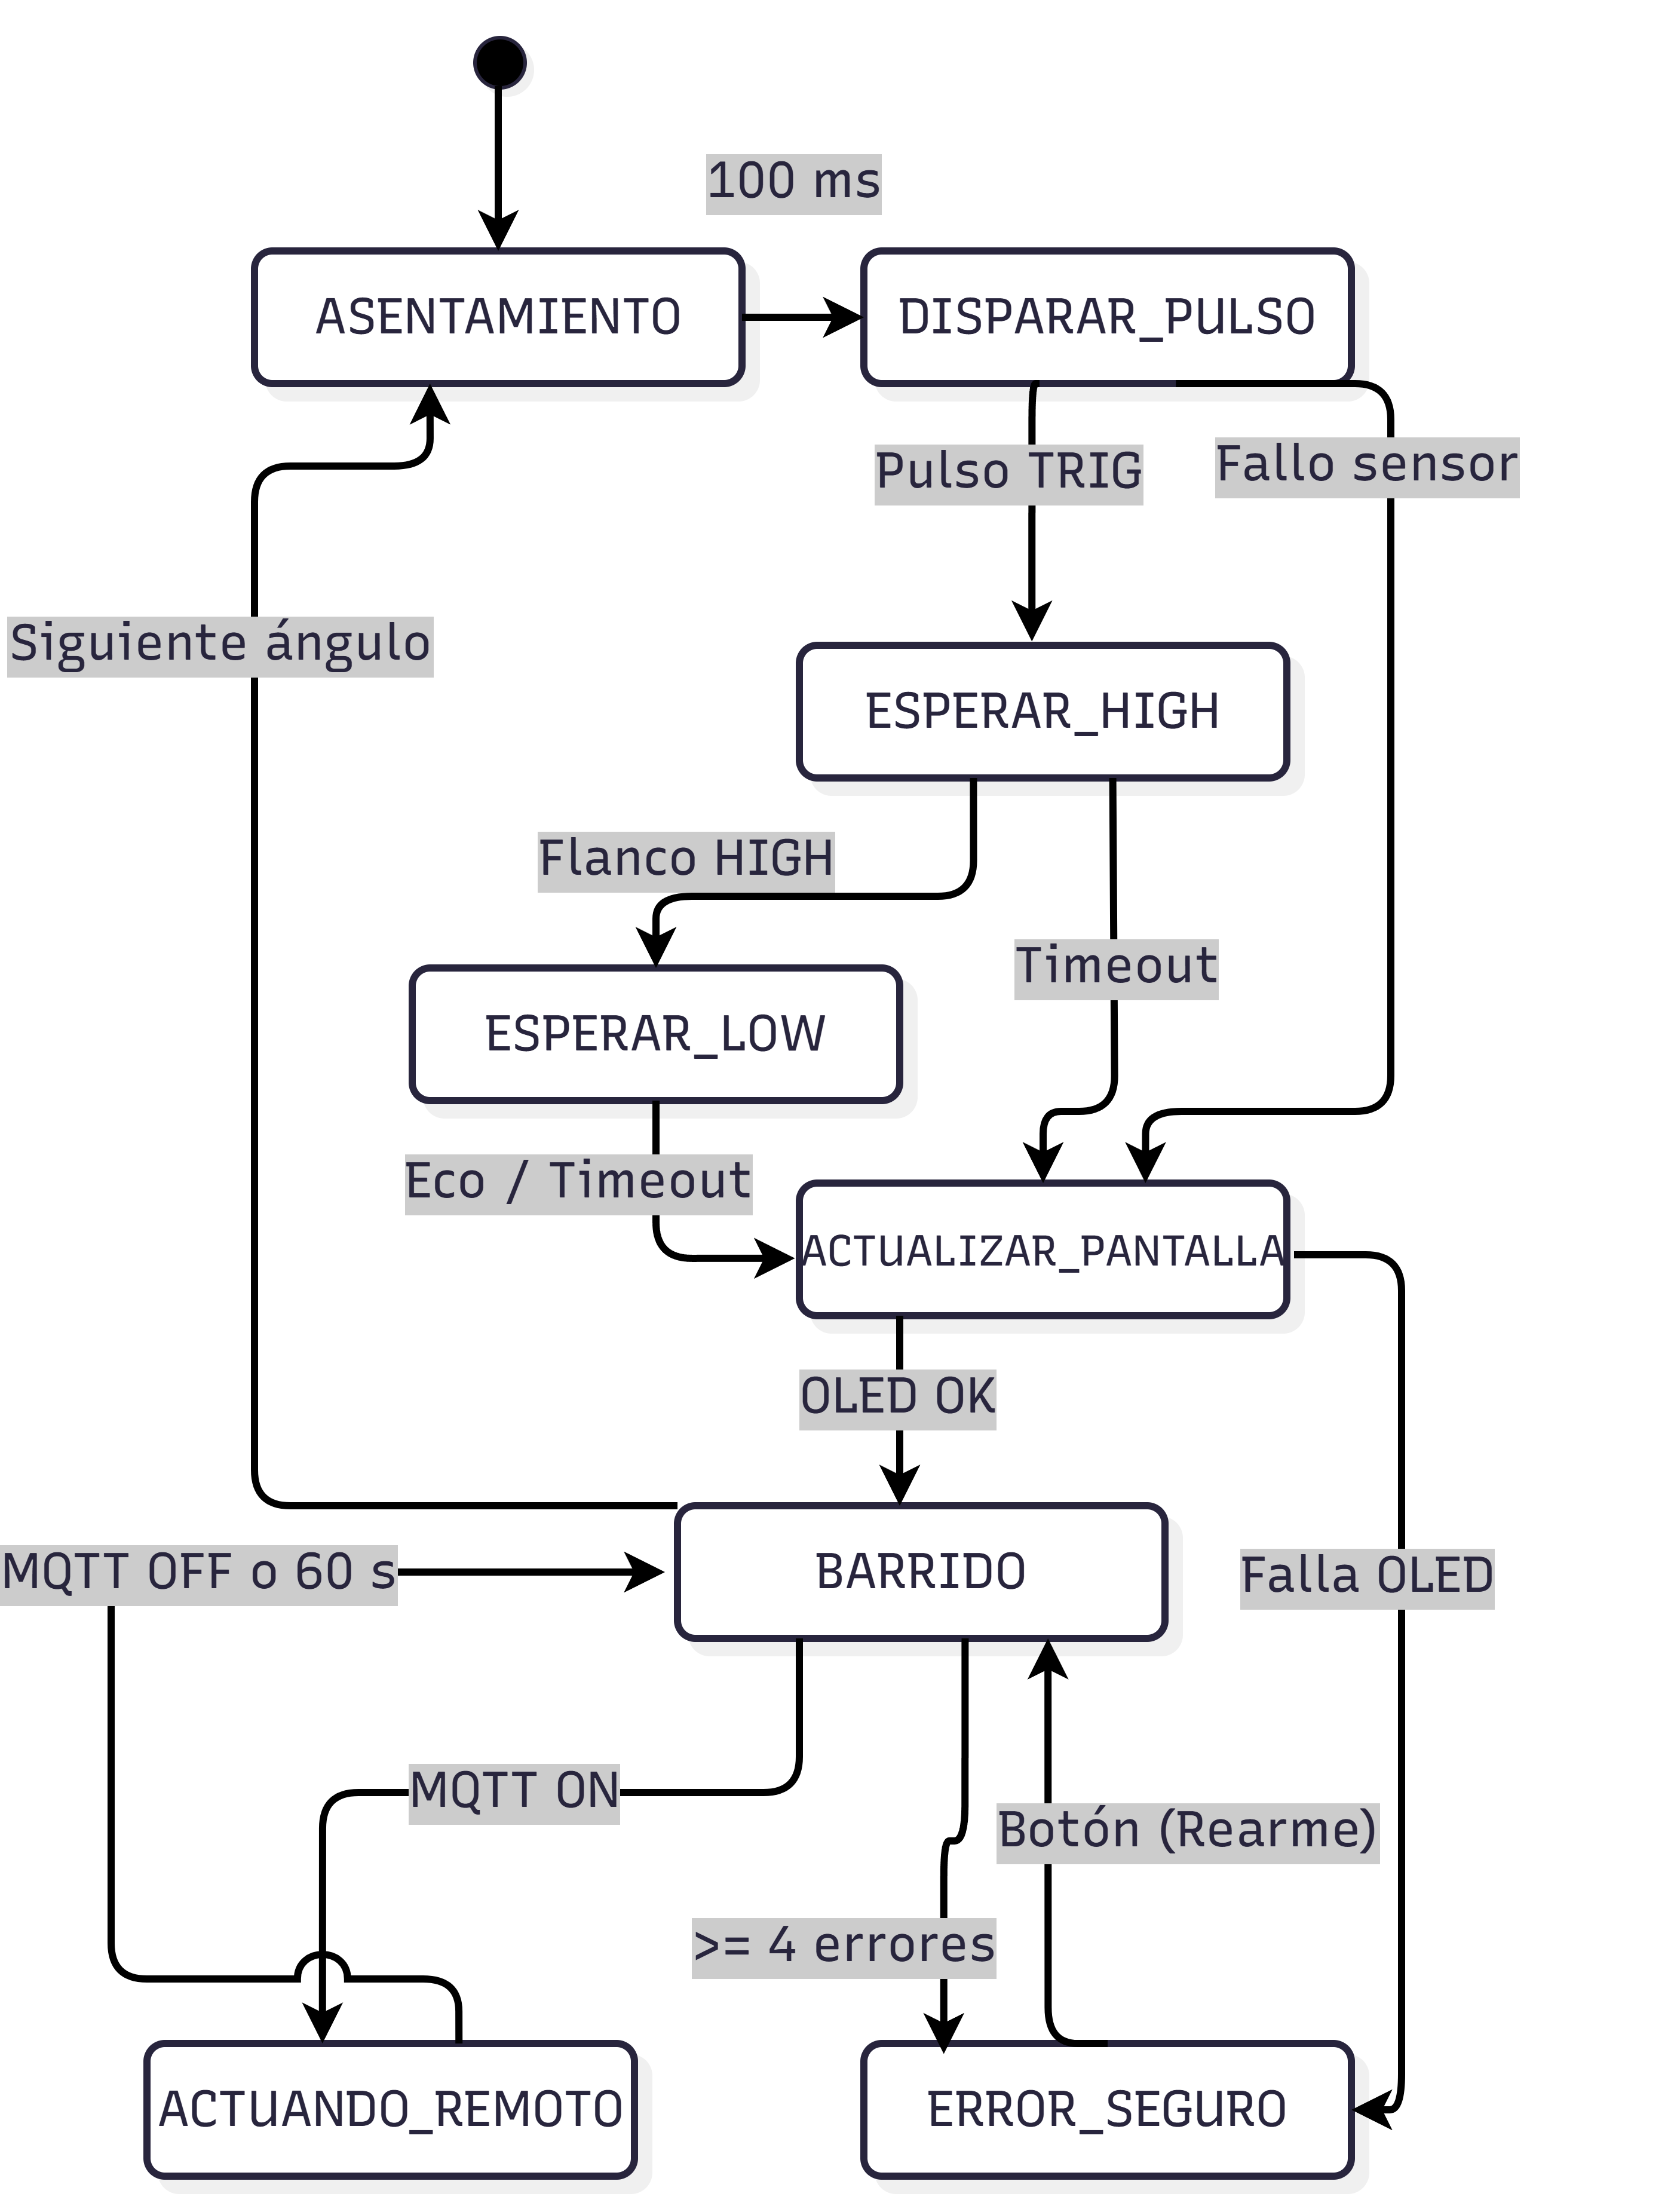 100 ms
ASENTAMIENTO
DISPARAR_PULSO
Pulso TRIG
Fallo sensor
Siguiente ángulo
ESPERAR_HIGH
Flanco HIGH
Timeout
ESPERAR_LOW
Eco / Timeout
ACTUALIZAR_PANTALLA
OLED OK
MQTT OFF o 60 s
BARRIDO
Falla OLED
MQTT ON
Botón (Rearme)
>= 4 errores
ACTUANDO_REMOTO
ERROR_SEGURO